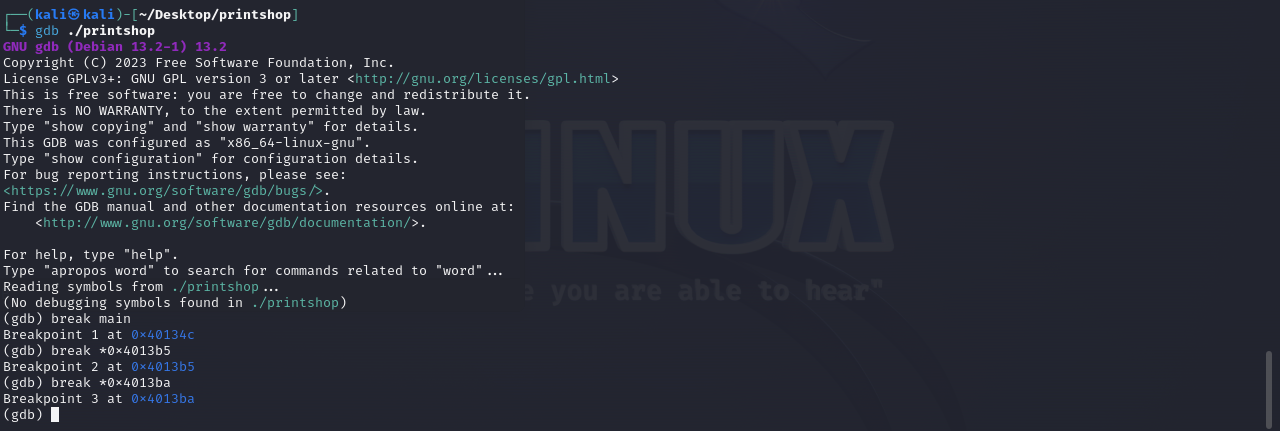 ┌──(kali㉿kali)-[~/Desktop/printshop]
└─$ gdb ./printshop
GNU gdb (Debian 13.2-1) 13.2
Copyright (C) 2023 Free Software Foundation, Inc.
License GPLv3+: GNU GPL version 3 or later <http://gnu.org/licenses/gpl.html>
This is free software: you are free to change and redistribute it.
There is NO WARRANTY, to the extent permitted by law.
Type "show copying" and "show warranty" for details.
This GDB was configured as "x86_64-linux-gnu".
Type "show configuration" for configuration details.
For bug reporting instructions, please see:
<https://www.gnu.org/software/gdb/bugs/>.
Find the GDB manual and other documentation resources online at:
    <http://www.gnu.org/software/gdb/documentation/>.

For help, type "help".
Type "apropos word" to search for commands related to "word"...
Reading symbols from ./printshop...
(No debugging symbols found in ./printshop)
(gdb) break main
Breakpoint 1 at 0x40134c
(gdb) break *0x4013b5
Breakpoint 2 at 0x4013b5
(gdb) break *0x4013ba
Breakpoint 3 at 0x4013ba
(gdb)
INUX
e you are able to hear"